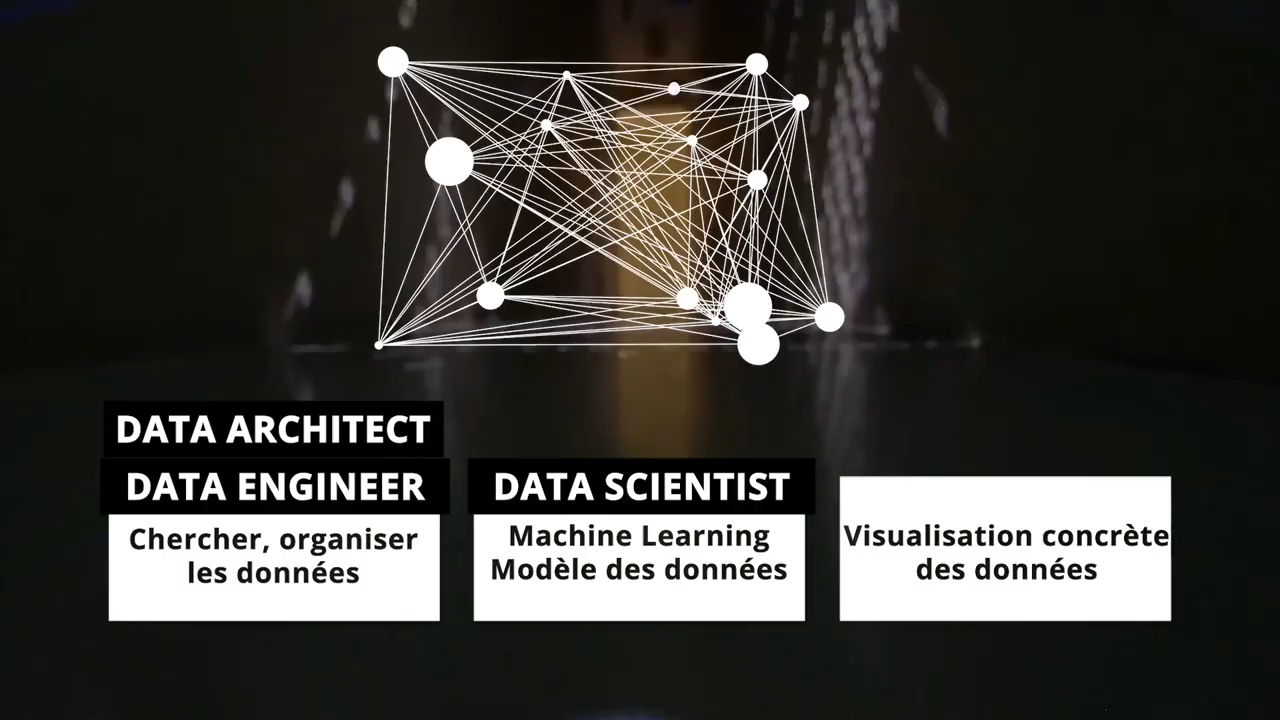 DATA ARCHITECT
DATA ENGINEER
Chercher, organiser
les données
DATA SCIENTIST
Machine Learning
Modèle des données
Visualisation concrète
des données